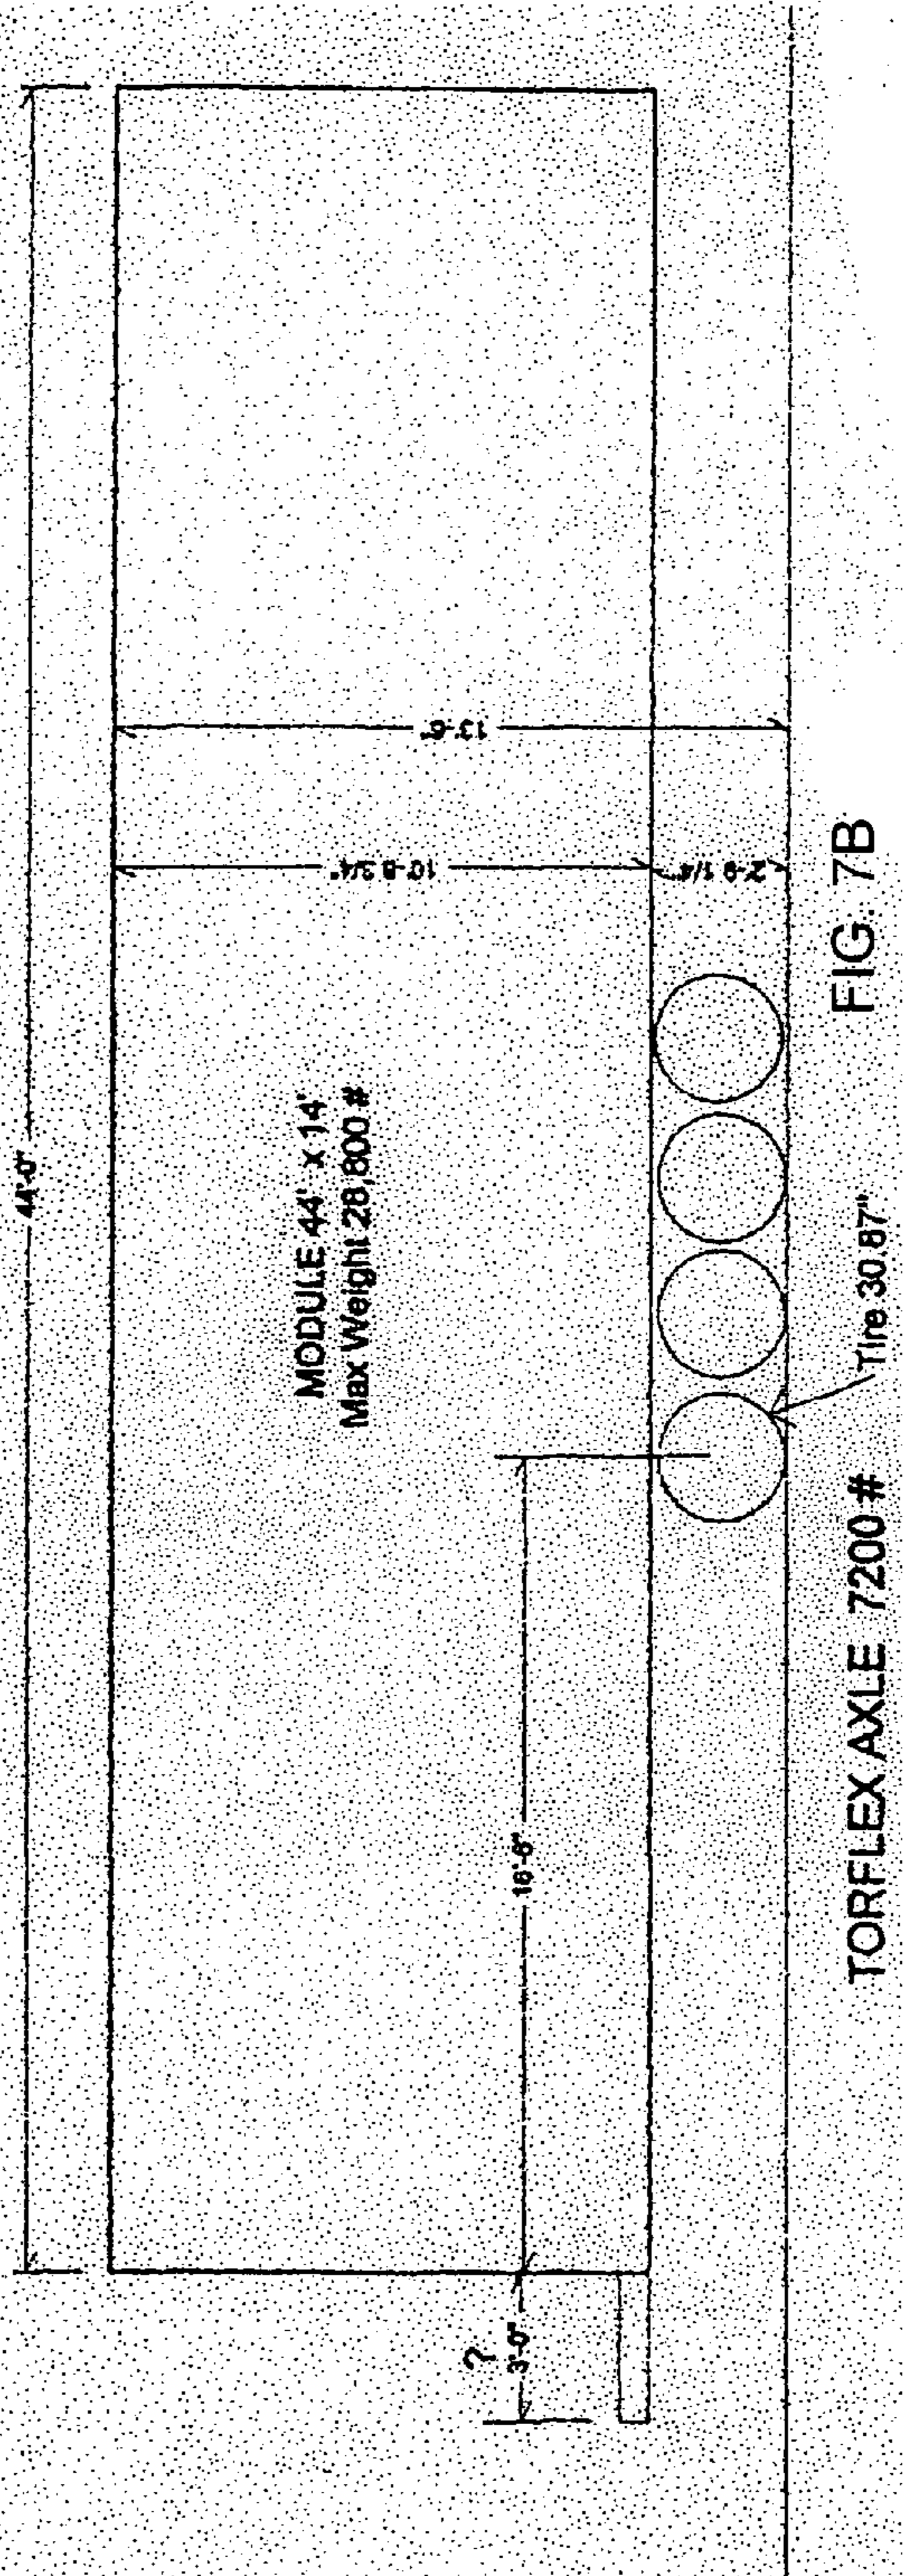 44'-0"
MODULE 44' x 14'
Max Weight 28,800 #
13'-6"
10'-8 3/4"
2'-9 1/4"
16'-6"
?
3'-0"
Tire 30.87"
TORFLEX AXLE 7200 #
FIG. 7B